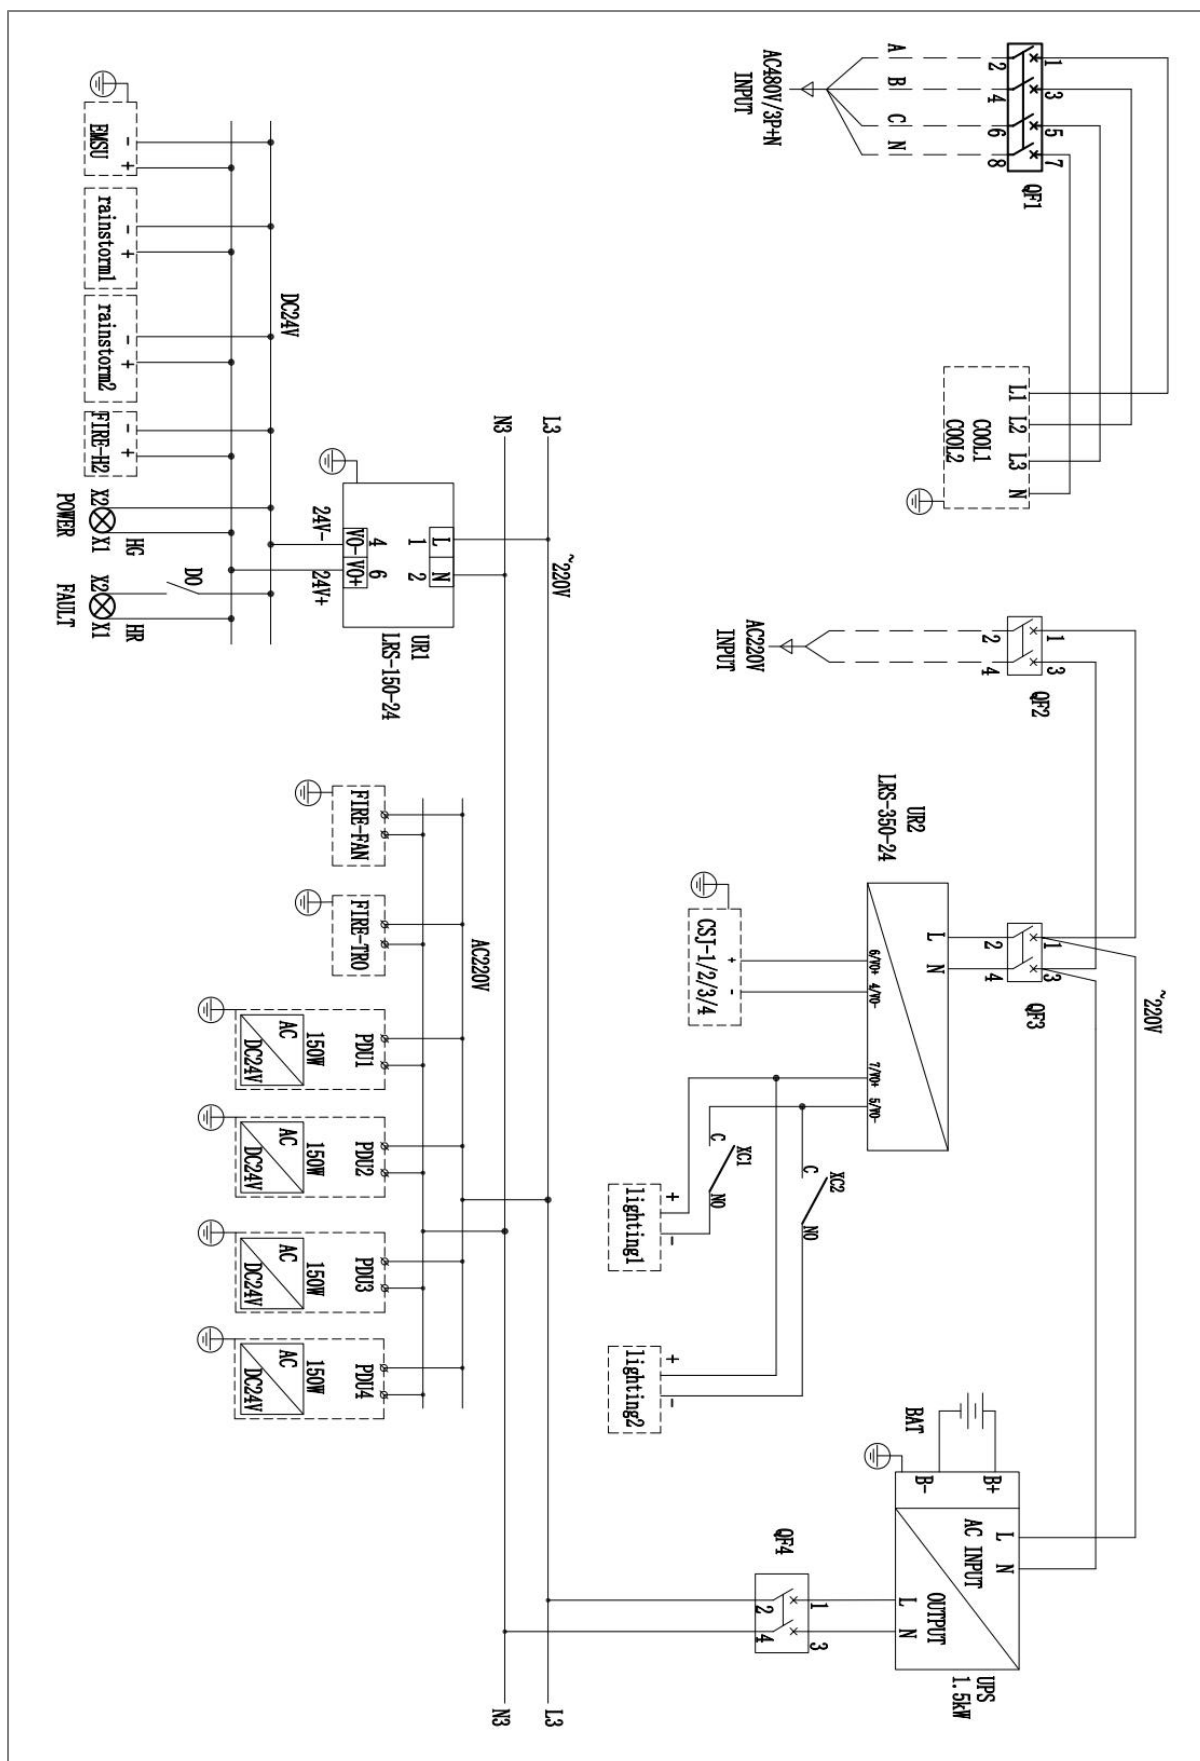 AC480V/3P+N
INPUT
A
B
C
N
2
4
6
8
1
3
5
7
QF1
L1
L2
L3
N
COOL1
COOL2
AC220V
INPUT
2
4
1
3
QF2
2
4
1
3
QF3
~220V
UR2
LRS-350-24
L
N
6/VO+
4/VO-
7/VO+
5/VO-
CSJ-1/2/3/4
+
-
C
XC1
NO
C
XC2
NO
lighting1
+
-
lighting2
+
-
BAT
B-
B+
L
N
AC INPUT
OUTPUT
L
N
UPS
1.5kW
QF4
1
3
2
4
L3
N3
L3
N3
~220V
L
N
1
2
4
6
VO-
VO+
24V-
24V+
UR1
LRS-150-24
DC24V
EMSU
-
+
rainstorm1
-
+
rainstorm2
-
+
FIRE-H2
-
+
X2
X1
HG
POWER
DO
X2
X1
HR
FAULT
AC220V
FIRE-FAN
FIRE-TRO
PDU1
150W
AC
DC24V
PDU2
150W
AC
DC24V
PDU3
150W
AC
DC24V
PDU4
150W
AC
DC24V